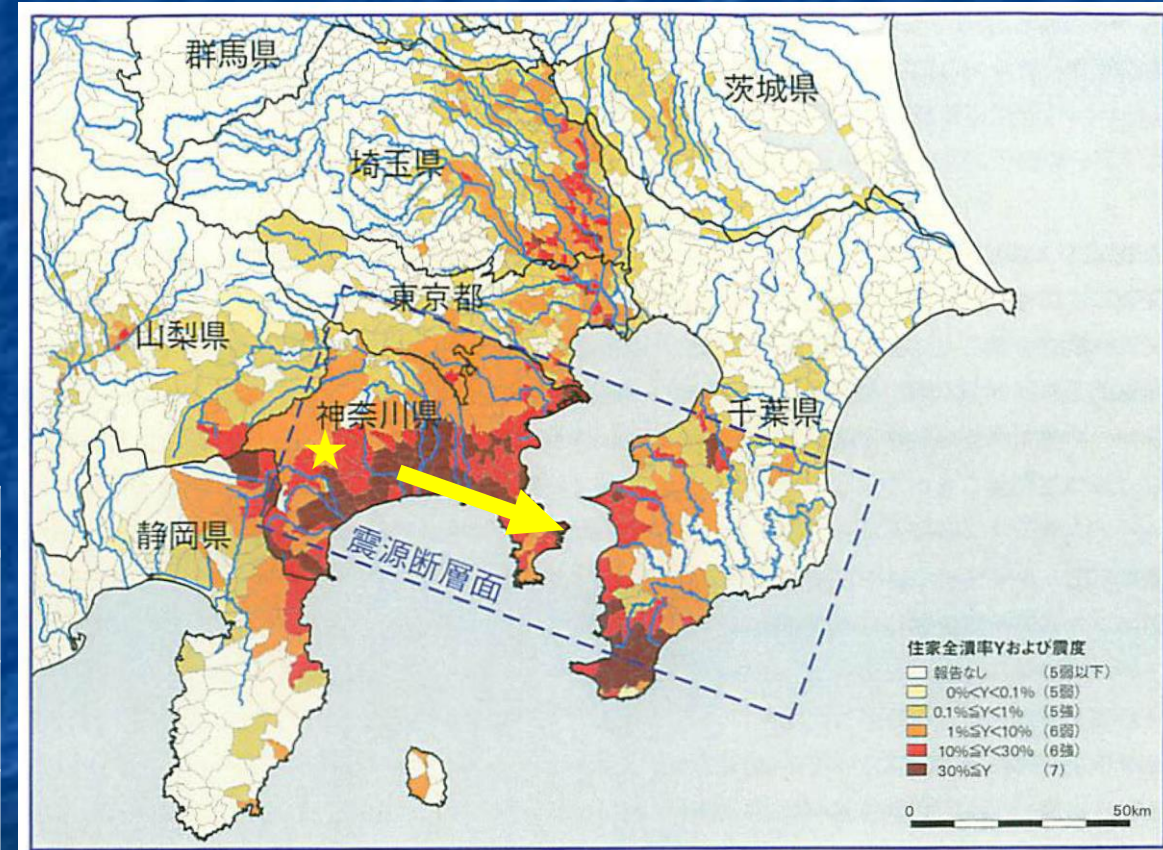 群馬県
茨城県
埼玉県
東京都
山梨県
神奈川県
千葉県
静岡県
震源断層面
住家全潰率Yおよび震度
報告なし (5弱以下)
0%<Y<0.1% (5弱)
0.1%≦Y<1% (5強)
1%≦Y<10% (6弱)
10%≦Y<30% (6強)
30%≦Y (7)
0 50km